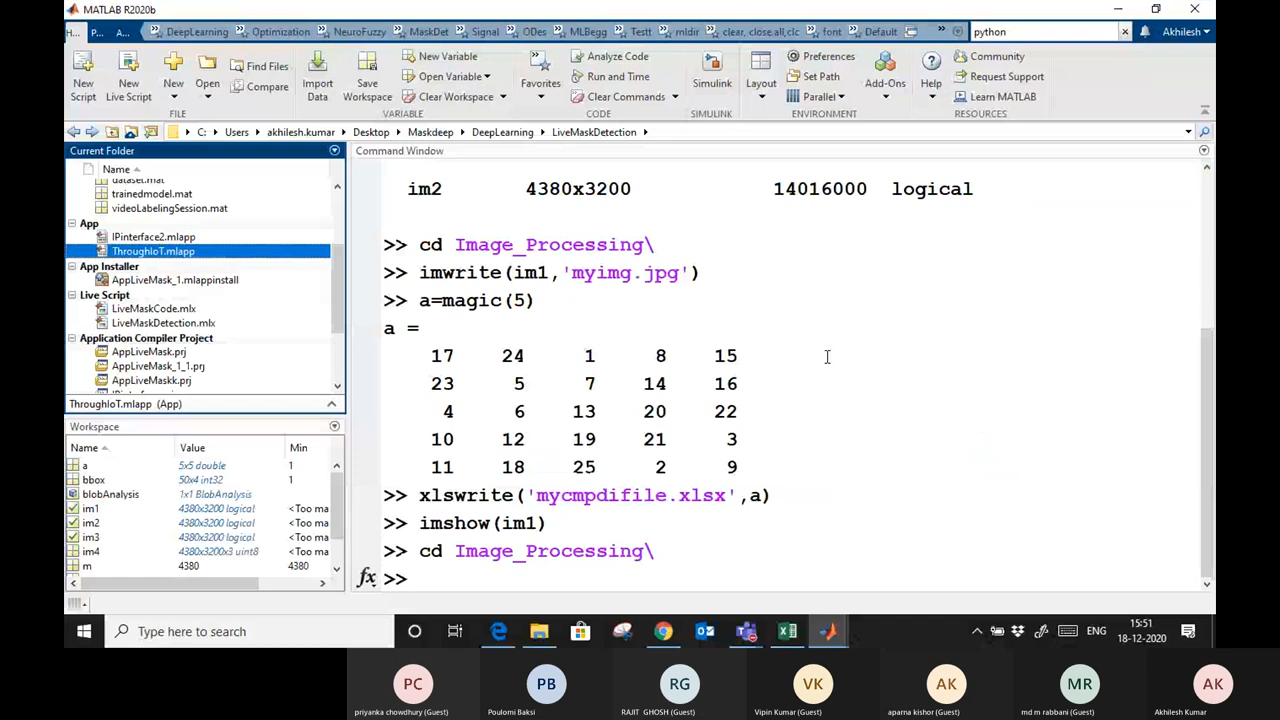 MATLAB R2020b
H... P... A... DeepLearning Optimization NeuroFuzzy MaskDet Signal ODes MLBegg Testt mldir clear, close.all,clc font Default python Akhilesh
New Script
New Live Script
New
Open
Find Files
Compare
FILE
Import Data
Save Workspace
New Variable
Open Variable
Clear Workspace
VARIABLE
Favorites
Analyze Code
Run and Time
Clear Commands
CODE
Simulink
SIMULINK
Layout
Preferences
Set Path
Parallel
ENVIRONMENT
Add-Ons
Help
Community
Request Support
Learn MATLAB
RESOURCES
C: Users akhilesh.kumar Desktop Maskdeep DeepLearning LiveMaskDetection
Current Folder
Name
dataset.mat
trainedmodel.mat
videoLabelingSession.mat
App
IPinterface2.mlapp
ThroughIoT.mlapp
App Installer
AppLiveMask_1.mlappinstall
Live Script
LiveMaskCode.mlx
LiveMaskDetection.mlx
Application Compiler Project
AppLiveMask.prj
AppLiveMask_1_1.prj
AppLiveMaskk.prj
ThroughIoT.mlapp (App)
Workspace
Name Value Min
a 5x5 double 1
bbox 50x4 int32 1
blobAnalysis 1x1 BlobAnalysis
im1 4380x3200 logical <Too ma
im2 4380x3200 logical <Too ma
im3 4380x3200 logical <Too ma
im4 4380x3200x3 uint8 <Too ma
m 4380 4380
Command Window
im2 4380x3200 14016000 logical
>> cd Image_Processing\
>> imwrite(im1,'myimg.jpg')
>> a=magic(5)
a =
17 24 1 8 15
23 5 7 14 16
4 6 13 20 22
10 12 19 21 3
11 18 25 2 9
>> xlswrite('mycmpdifile.xlsx',a)
>> imshow(im1)
>> cd Image_Processing\
fx >>
Type here to search
ENG
15:51
18-12-2020
PC
priyanka chowdhury (Guest)
PB
Poulomi Baksi
RG
RAJIT GHOSH (Guest)
VK
Vipin Kumar (Guest)
AK
aparna kishor (Guest)
MR
md m rabbani (Guest)
AK
Akhilesh Kumar